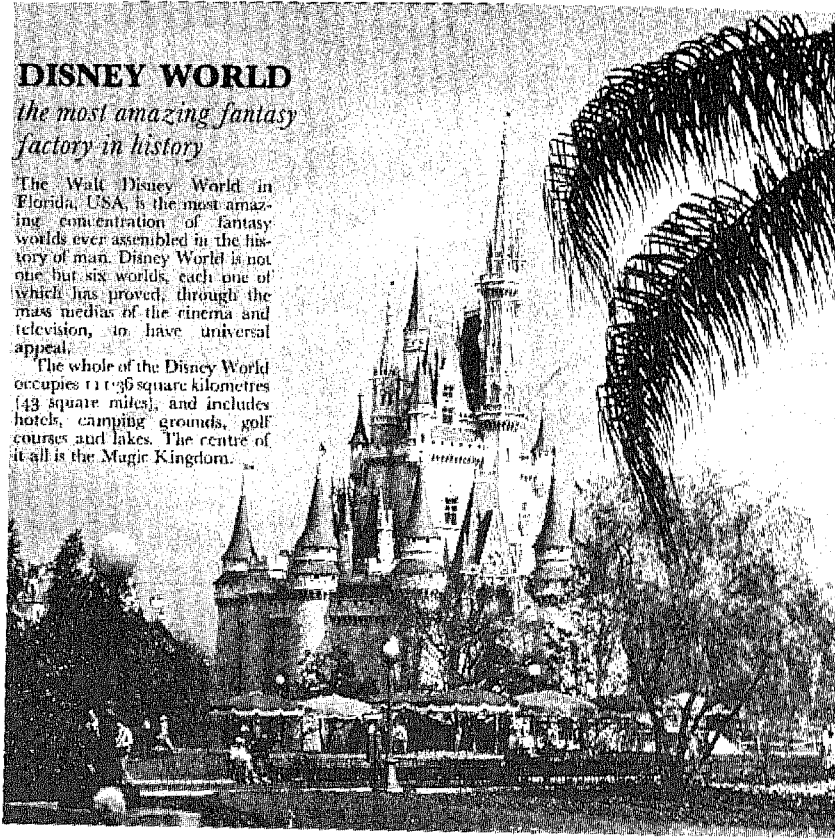 DISNEY WORLD
the most amazing fantasy
factory in history
The Walt Disney World in
Florida, USA, is the most amaz-
ing concentration of fantasy
worlds ever assembled in the his-
tory of man. Disney World is not
one but six worlds, each one of
which has proved, through the
mass medias of the cinema and
television, to have universal
appeal.
The whole of the Disney World
occupies 111·36 square kilometres
(43 square miles), and includes
hotels, camping grounds, golf
courses and lakes. The centre of
it all is the Magic Kingdom.